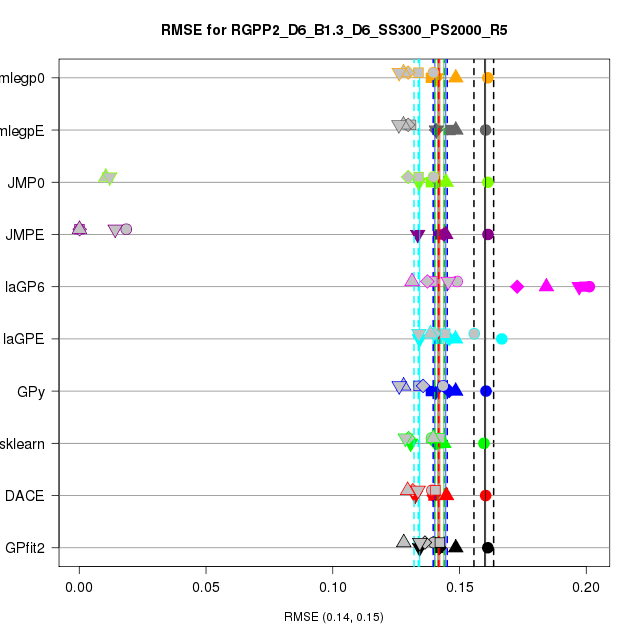 RMSE for RGPP2_D6_B1.3_D6_SS300_PS2000_R5
mlegp0
mlegpE
JMP0
JMPE
laGP6
laGPE
GPy
sklearn
DACE
GPfit2
0.00 0.05 0.10 0.15 0.20
RMSE (0.14, 0.15)